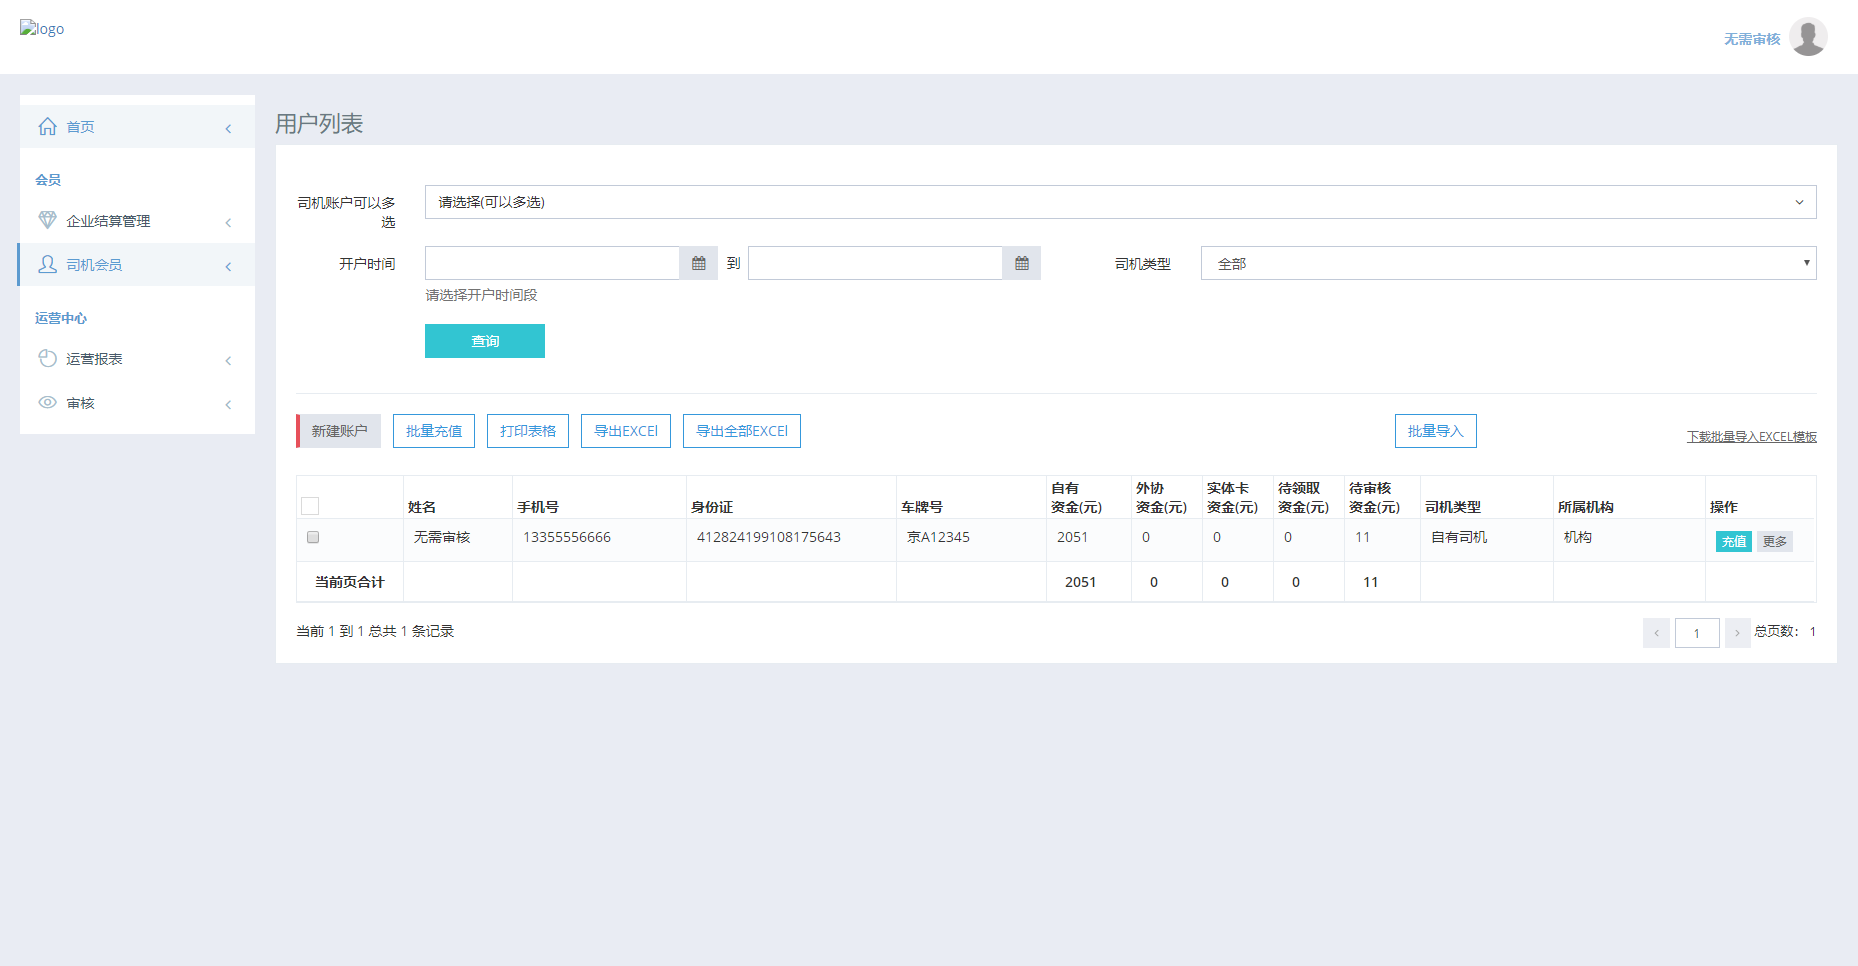 logo
无需审核
首页
会员
企业结算管理
司机会员
运营中心
运营报表
审核
用户列表
司机账户可以多
选
请选择(可以多选)
开户时间
到
司机类型
全部
请选择开户时间段
查询
新建账户
批量充值
打印表格
导出EXCEl
导出全部EXCEl
批量导入
下载批量导入EXCEL模板
姓名
手机号
身份证
车牌号
自有
资金(元)
外协
资金(元)
实体卡
资金(元)
待领取
资金(元)
待审核
资金(元)
司机类型
所属机构
操作
无需审核
13355556666
412824199108175643
京A12345
2051
0
0
0
11
自有司机
机构
充值
更多
当前页合计
2051
0
0
0
11
当前 1 到 1 总共 1 条记录
1
总页数： 1